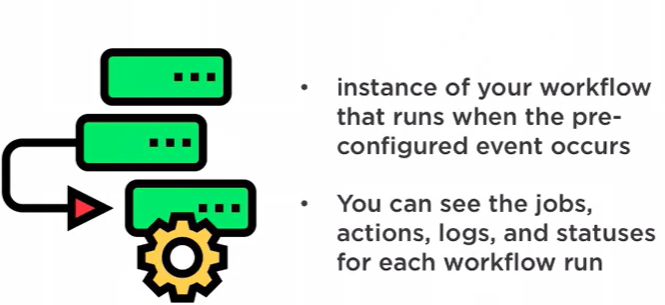 • instance of your workflow
that runs when the pre-
configured event occurs
• You can see the jobs,
actions, logs, and statuses
for each workflow run